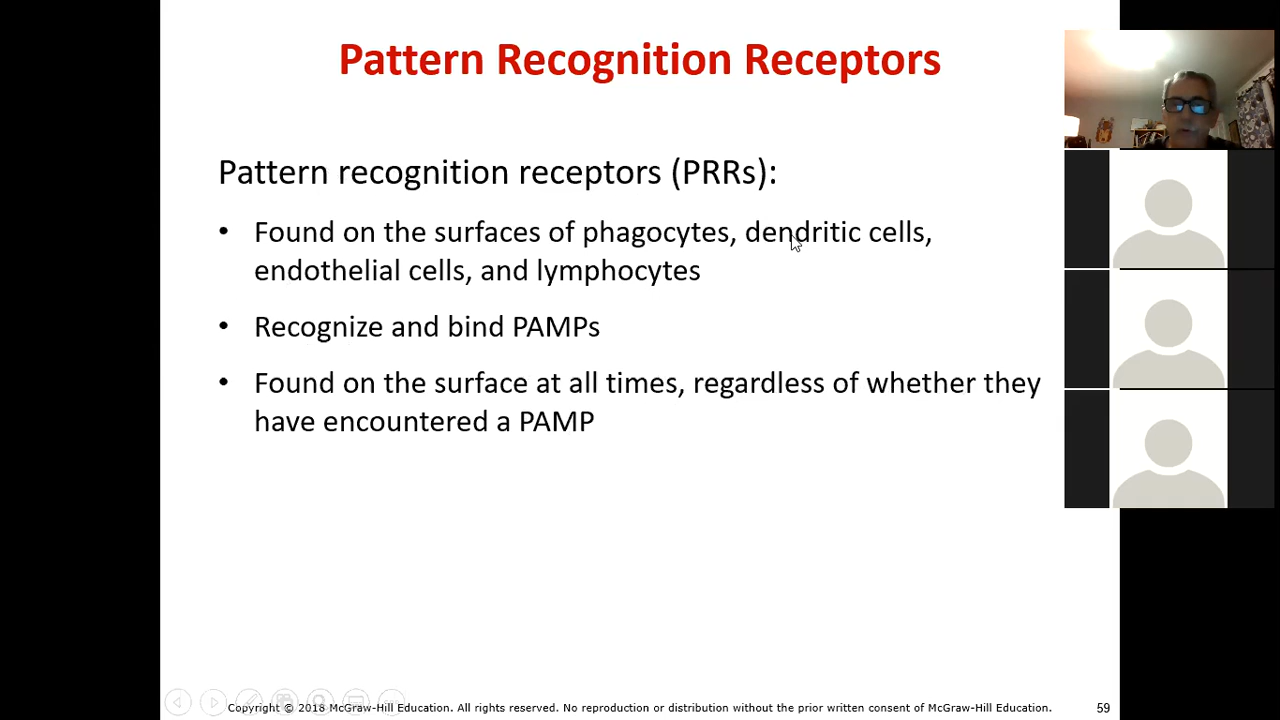 Pattern Recognition Receptors
Pattern recognition receptors (PRRs):
• Found on the surfaces of phagocytes, dendritic cells,
endothelial cells, and lymphocytes
• Recognize and bind PAMPs
• Found on the surface at all times, regardless of whether they
have encountered a PAMP
Copyright © 2018 McGraw-Hill Education. All rights reserved. No reproduction or distribution without the prior written consent of McGraw-Hill Education.
59